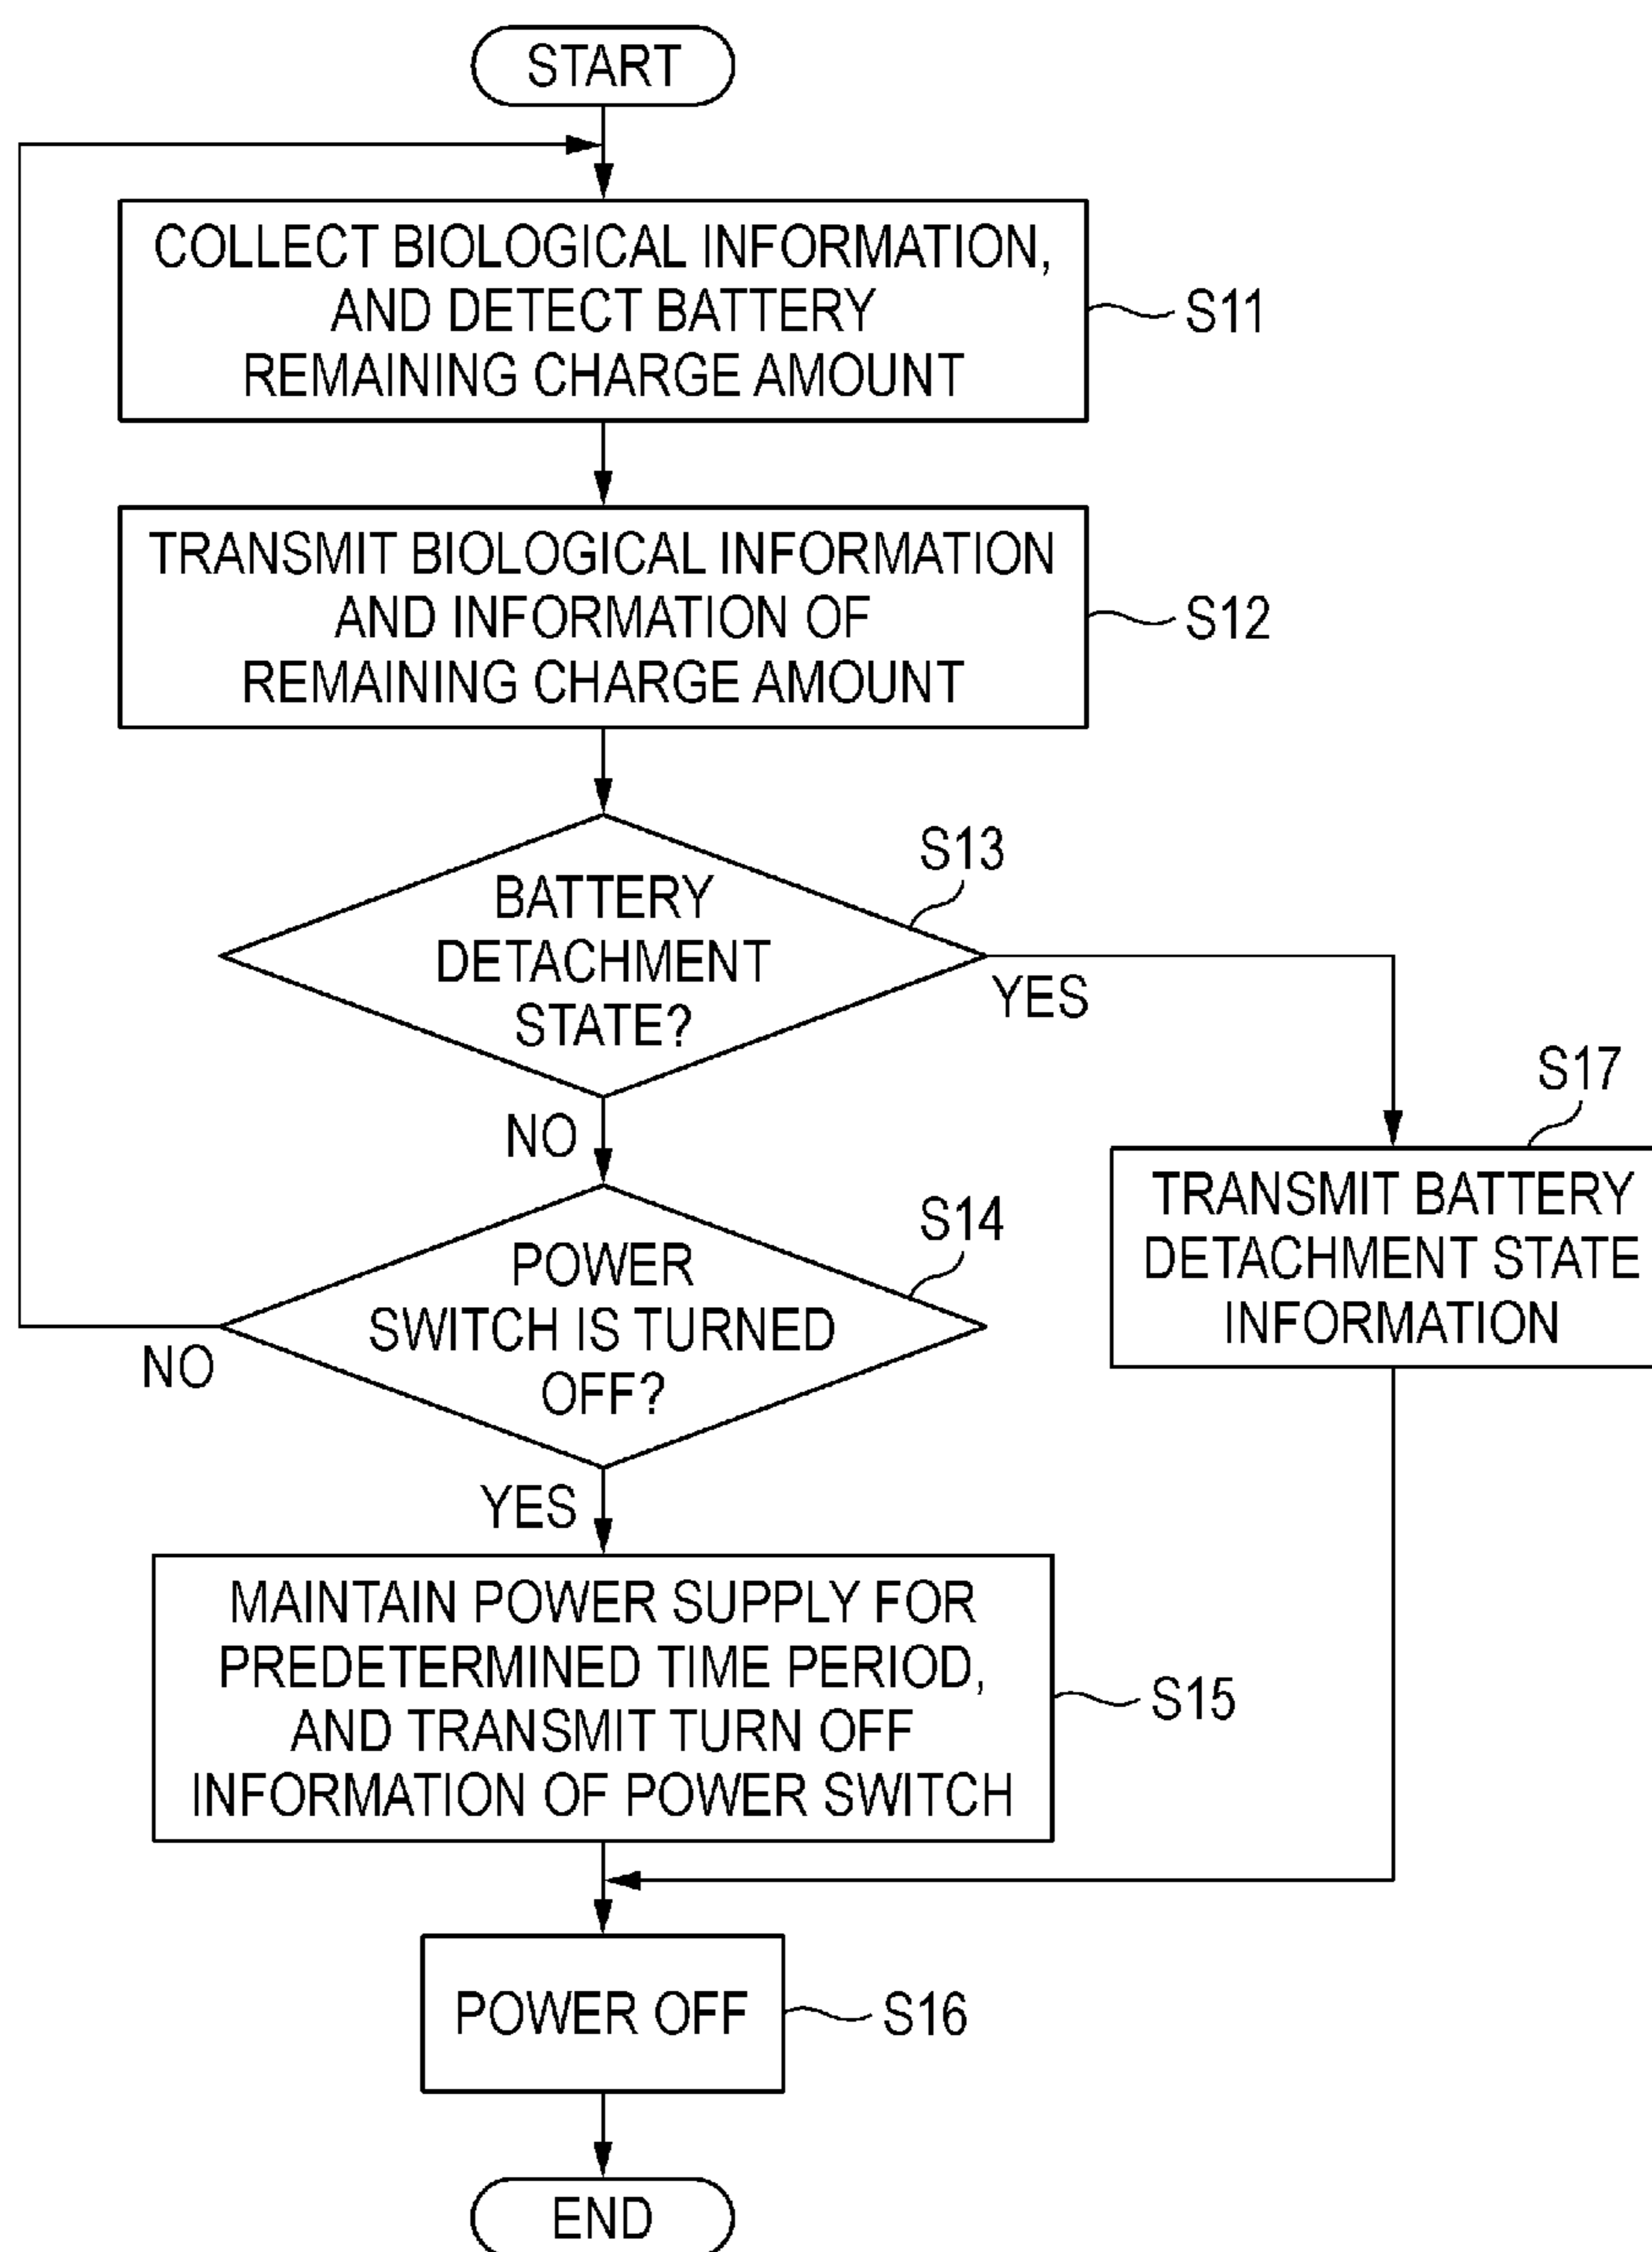 START
COLLECT BIOLOGICAL INFORMATION,
AND DETECT BATTERY
REMAINING CHARGE AMOUNT
S11
TRANSMIT BIOLOGICAL INFORMATION
AND INFORMATION OF
REMAINING CHARGE AMOUNT
S12
S13
BATTERY
DETACHMENT
STATE?
YES
NO
S17
TRANSMIT BATTERY
DETACHMENT STATE
INFORMATION
S14
POWER
SWITCH IS TURNED
OFF?
NO
YES
MAINTAIN POWER SUPPLY FOR
PREDETERMINED TIME PERIOD,
AND TRANSMIT TURN OFF
INFORMATION OF POWER SWITCH
S15
POWER OFF
S16
END